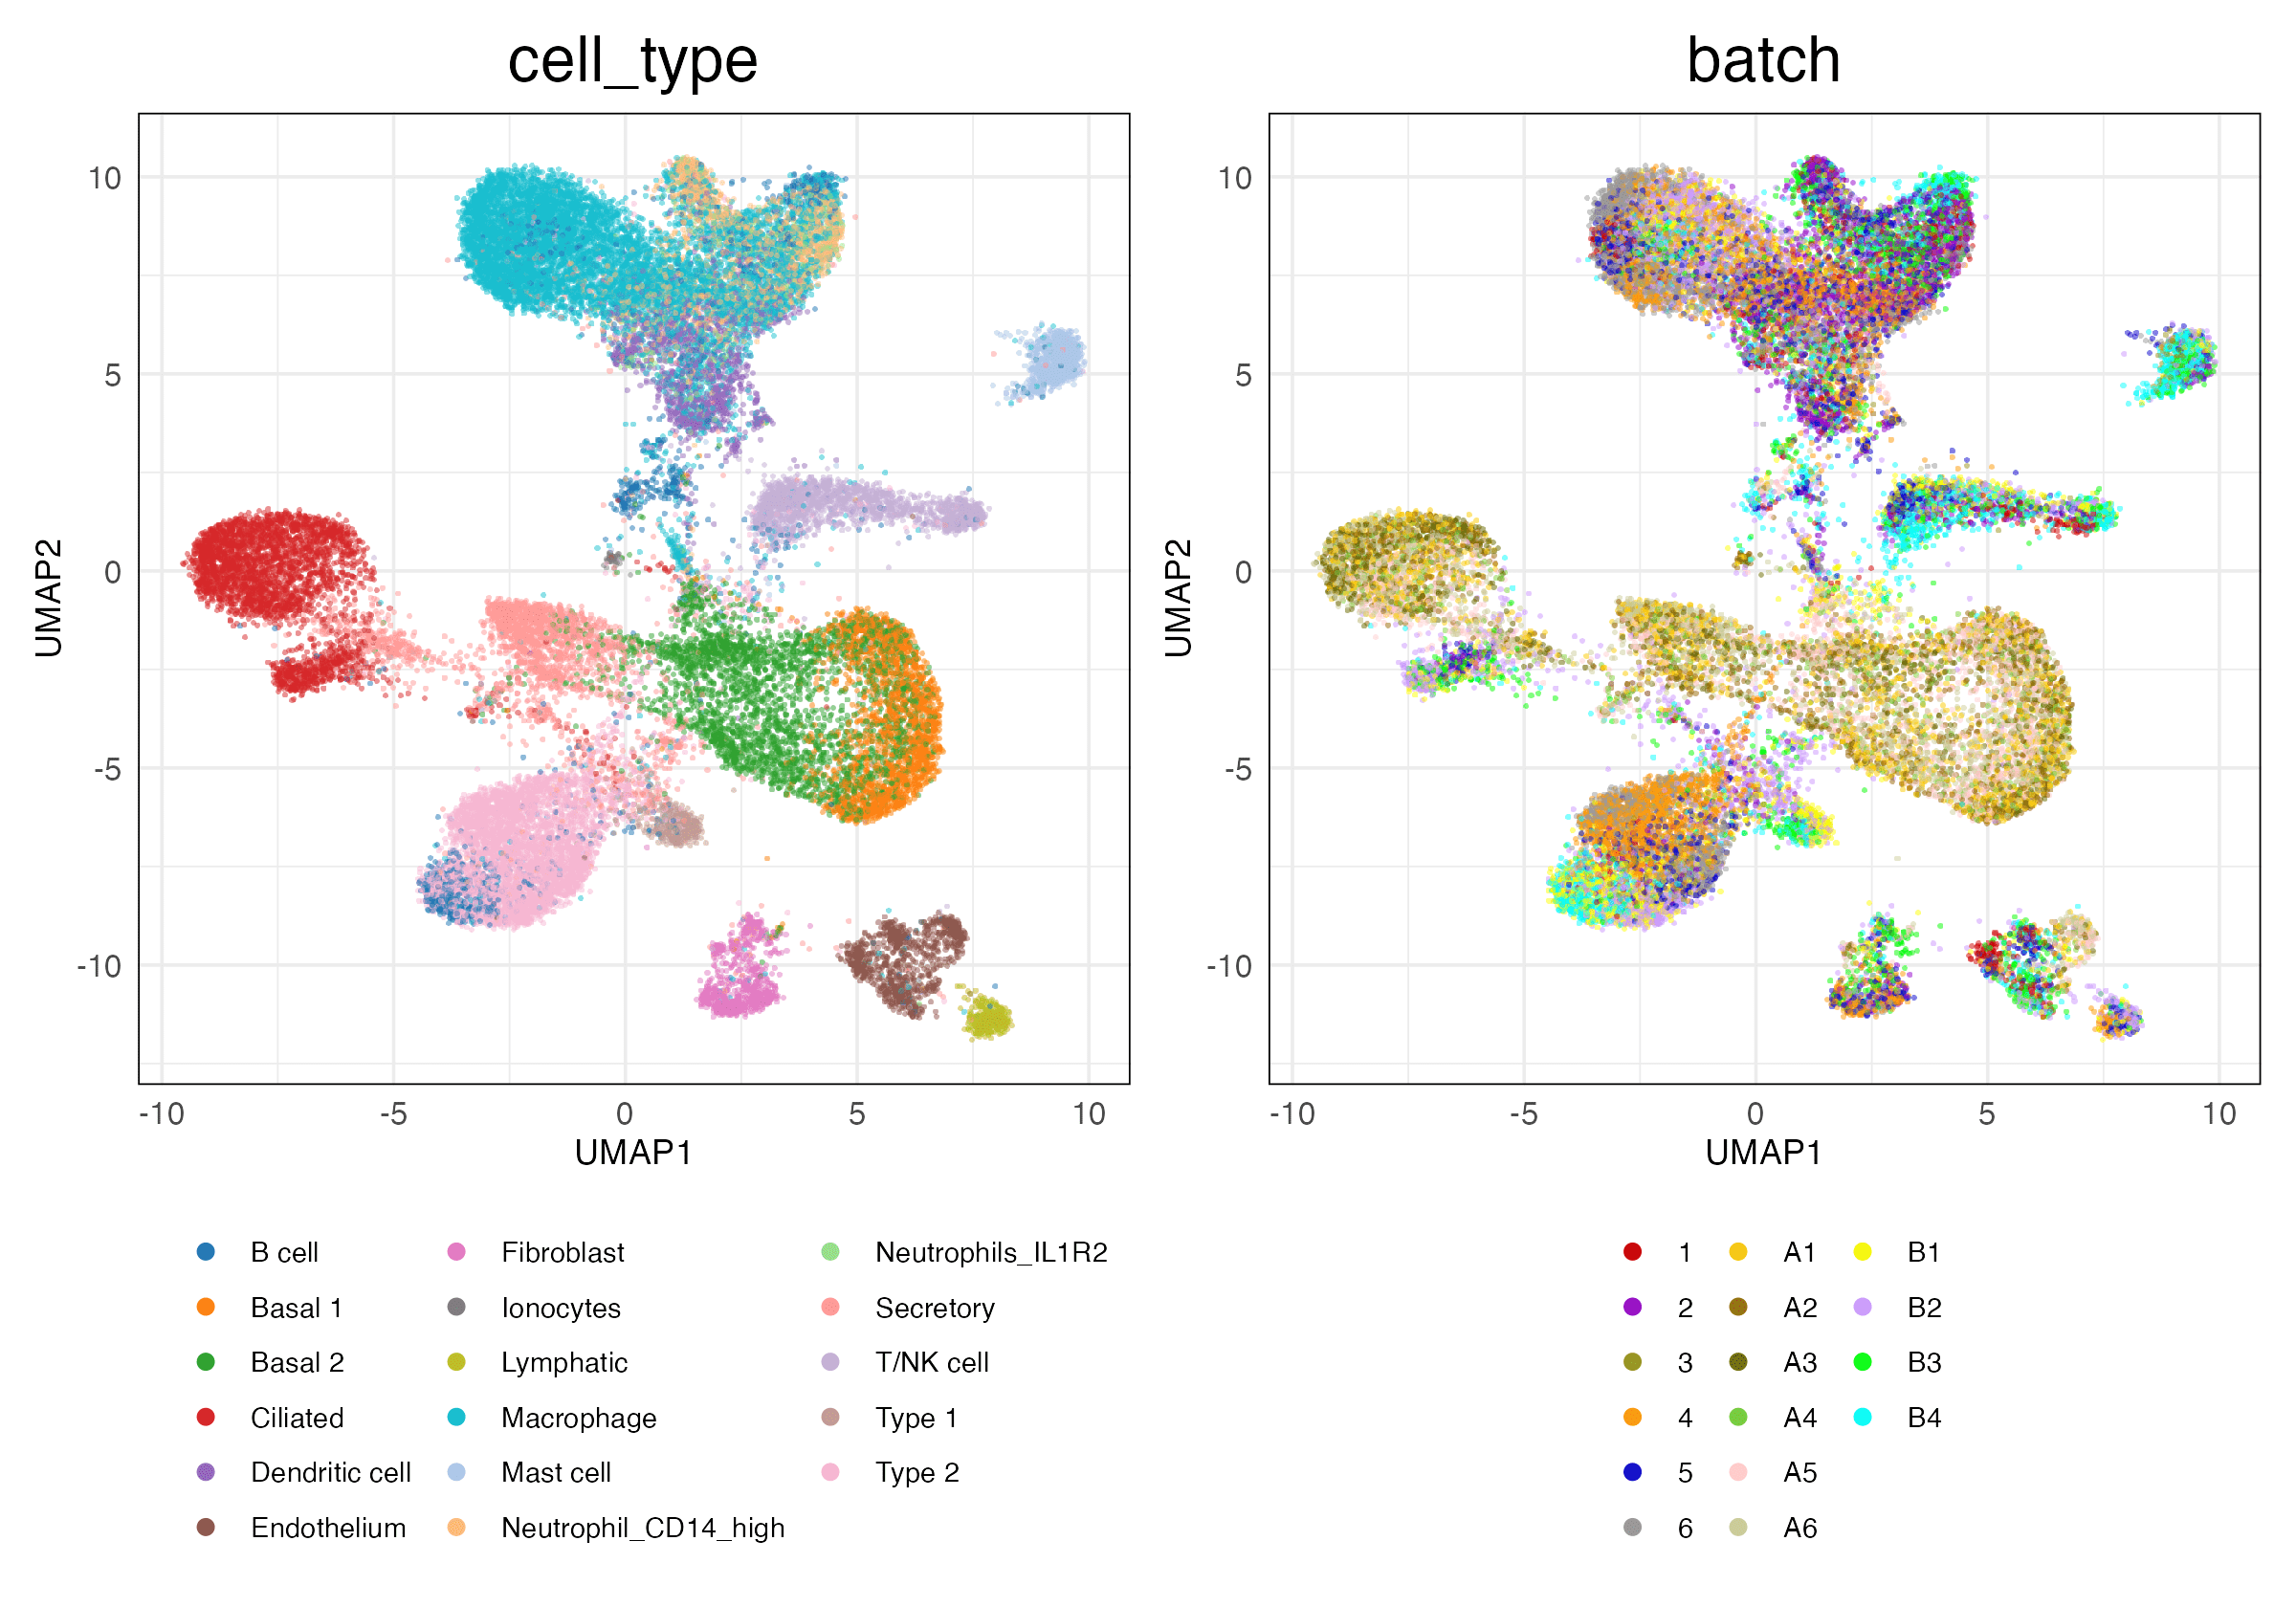 cell_type
10
5
0
-5
-10
UMAP2
-10 -5 0 5 10
UMAP1
batch
10
5
0
-5
-10
UMAP2
-10 -5 0 5 10
UMAP1
B cell Fibroblast Neutrophils_IL1R2
Basal 1 Ionocytes Secretory
Basal 2 Lymphatic T/NK cell
Ciliated Macrophage Type 1
Dendritic cell Mast cell Type 2
Endothelium Neutrophil_CD14_high
1 A1 B1
2 A2 B2
3 A3 B3
4 A4 B4
5 A5
6 A6